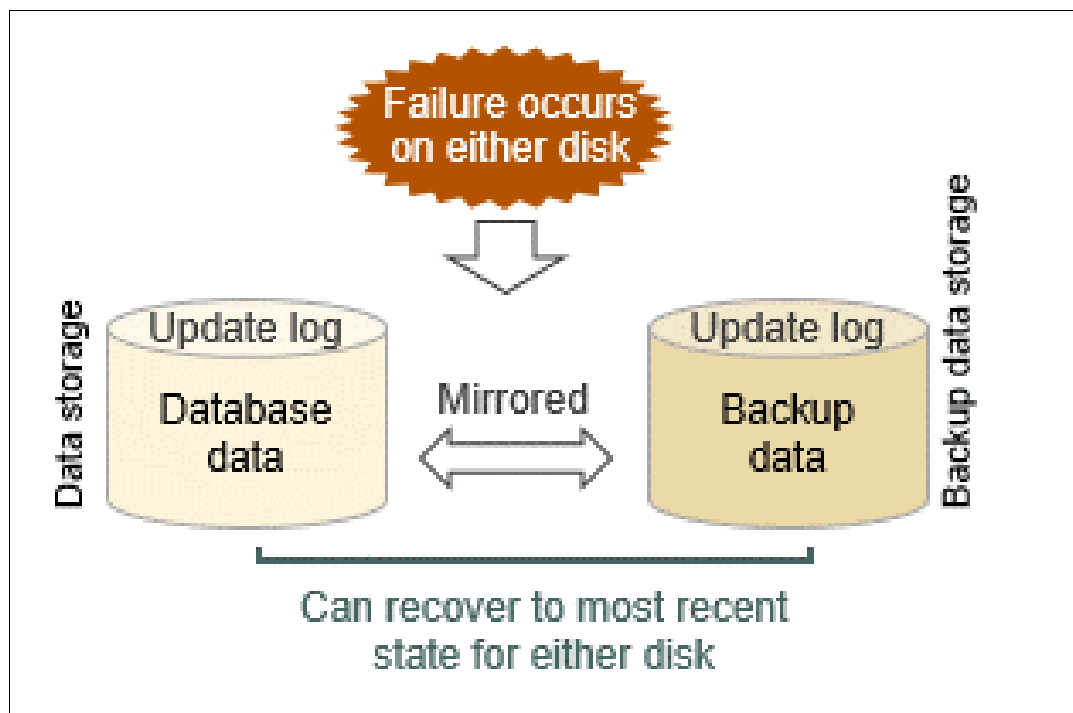 Failure occurs
on either disk
Data storage
Update log
Database
data
Mirrored
Update log
Backup
data
Backup data storage
Can recover to most recent
state for either disk